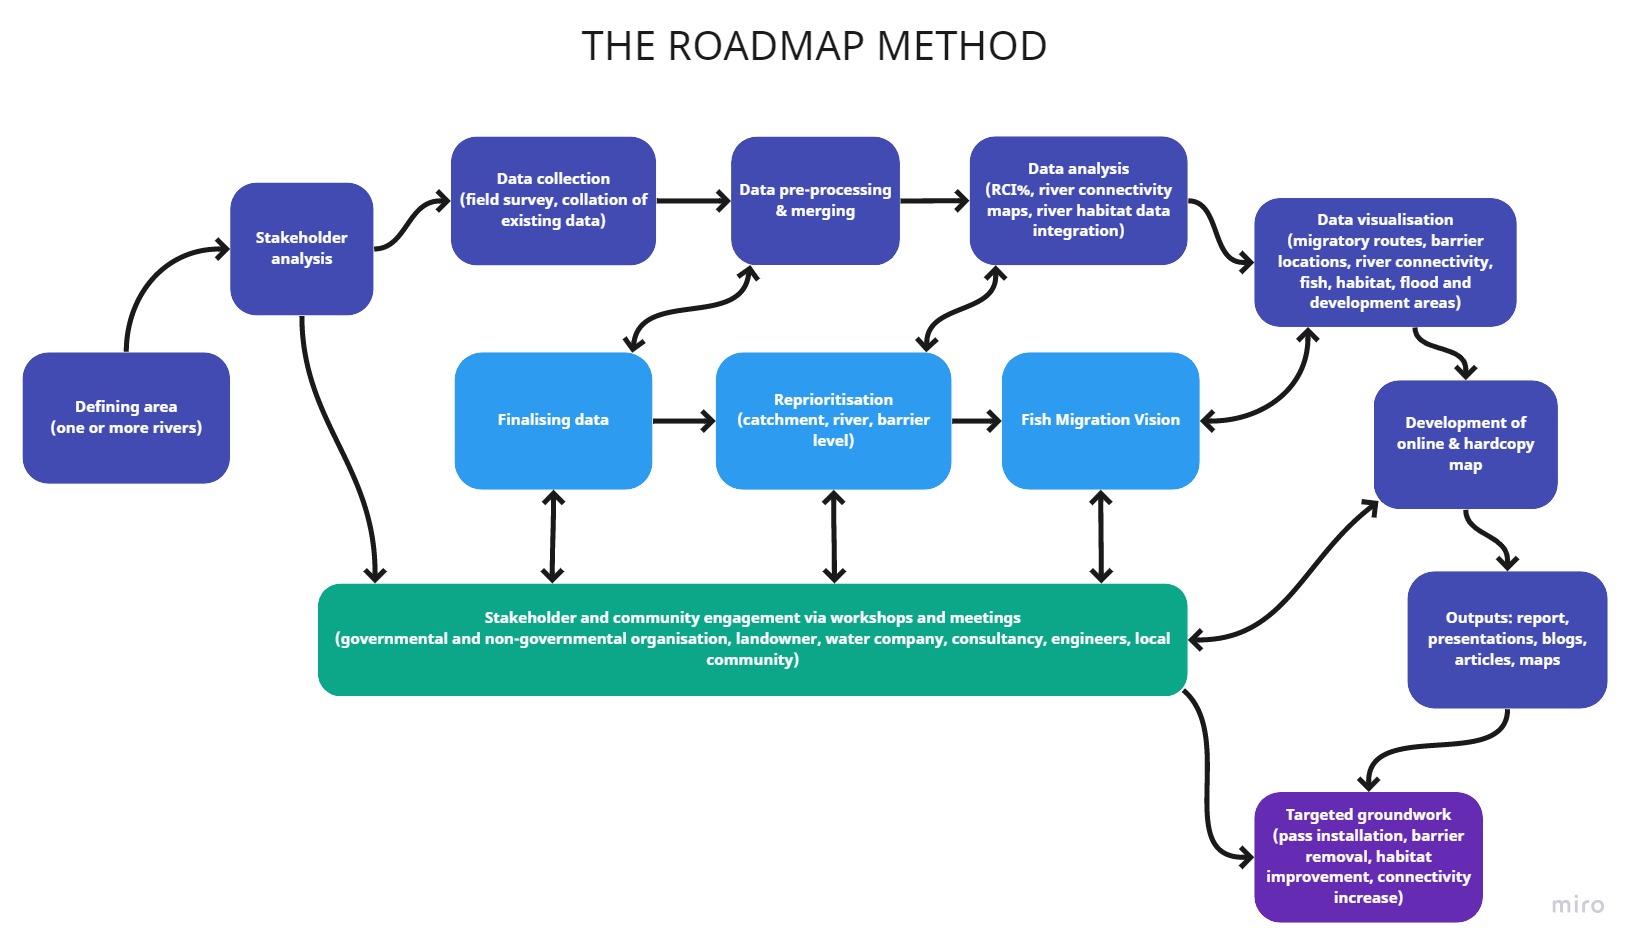 THE ROADMAP METHOD
Data collection
(field survey, collation of
existing data)
Data pre-processing
& merging
Data analysis
(RCI%, river connectivity
maps, river habitat data
integration)
Stakeholder
analysis
Data visualisation
(migratory routes, barrier
locations, river connectivity,
fish, habitat, flood and
development areas)
Defining area
(one or more rivers)
Finalising data
Reprioritisation
(catchment, river, barrier
level)
Fish Migration Vision
Development of
online & hardcopy
map
Stakeholder and community engagement via workshops and meetings
(governmental and non-governmental organisation, landowner, water company, consultancy, engineers, local
community)
Outputs: report,
presentations, blogs,
articles, maps
Targeted groundwork
(pass installation, barrier
removal, habitat
improvement, connectivity
increase)
miro